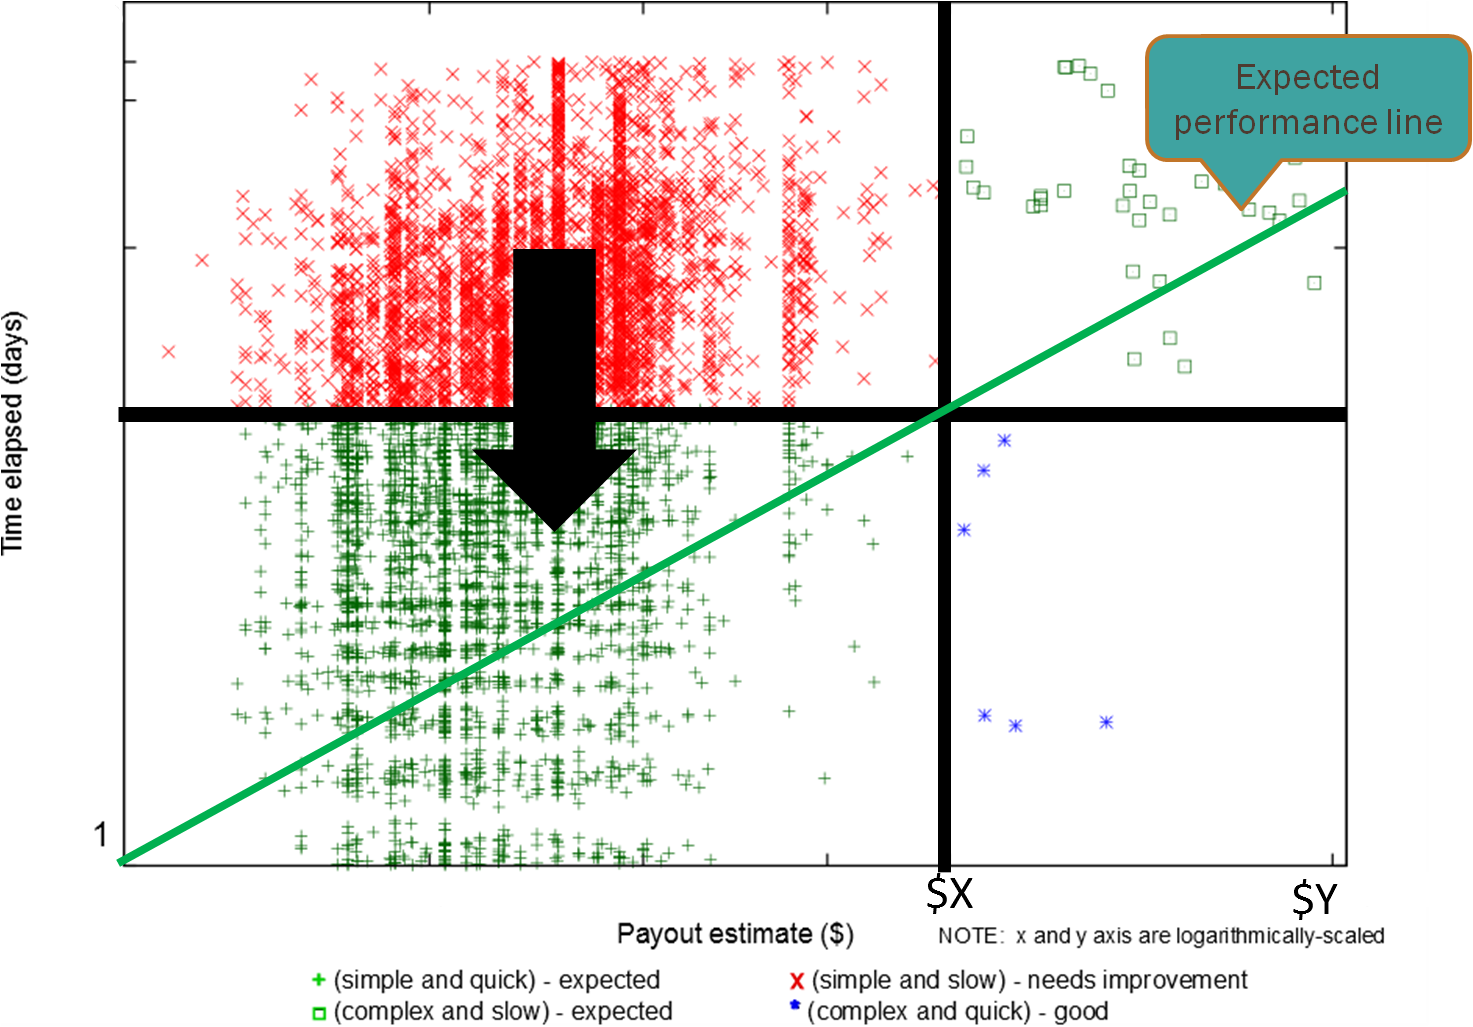 Expected
performance line
Time elapsed (days)
1
$X
$Y
Payout estimate ($)
NOTE: x and y axis are logarithmically-scaled
+ (simple and quick) - expected
x (simple and slow) - needs improvement
□ (complex and slow) - expected
* (complex and quick) - good